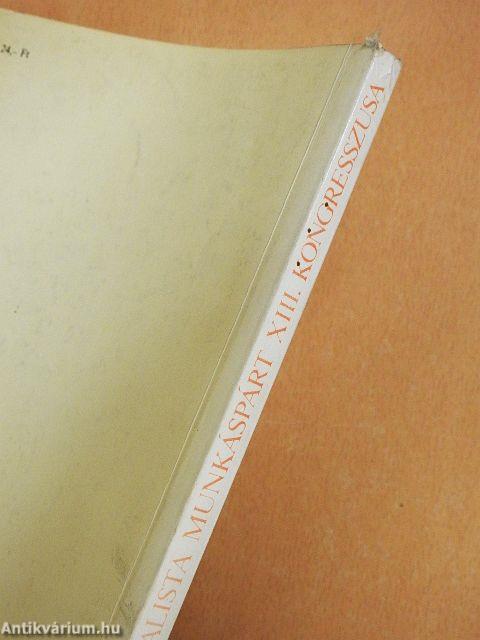 24,- Ft
ALISTA MUNKÁSPÁRT XIII. KONGRESSZUSA
Antikvárium.hu